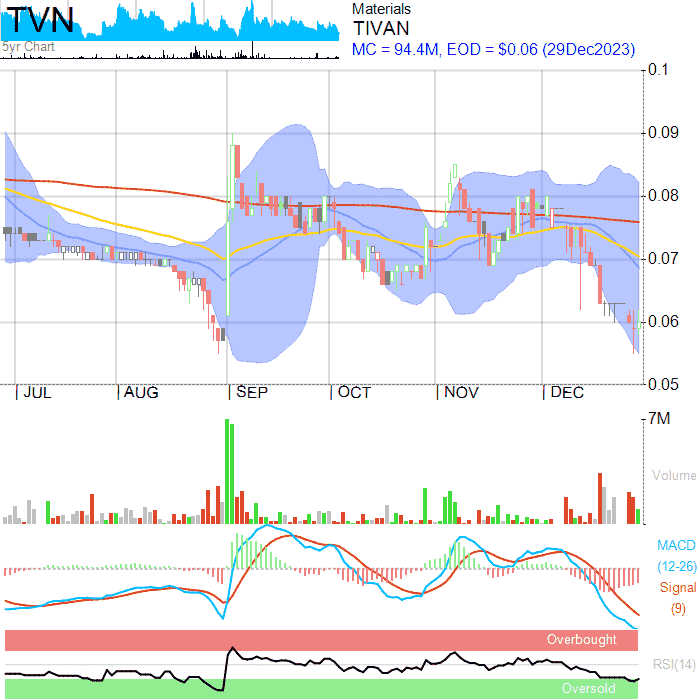 TVN
5yr Chart
Materials
TIVAN
MC = 94.4M, EOD = $0.06 (29Dec2023)
0.1
0.09
0.08
0.07
0.06
0.05
JUL AUG SEP OCT NOV DEC
7M
Volume
MACD
(12-26)
Signal
(9)
Overbought
RSI(14)
Oversold